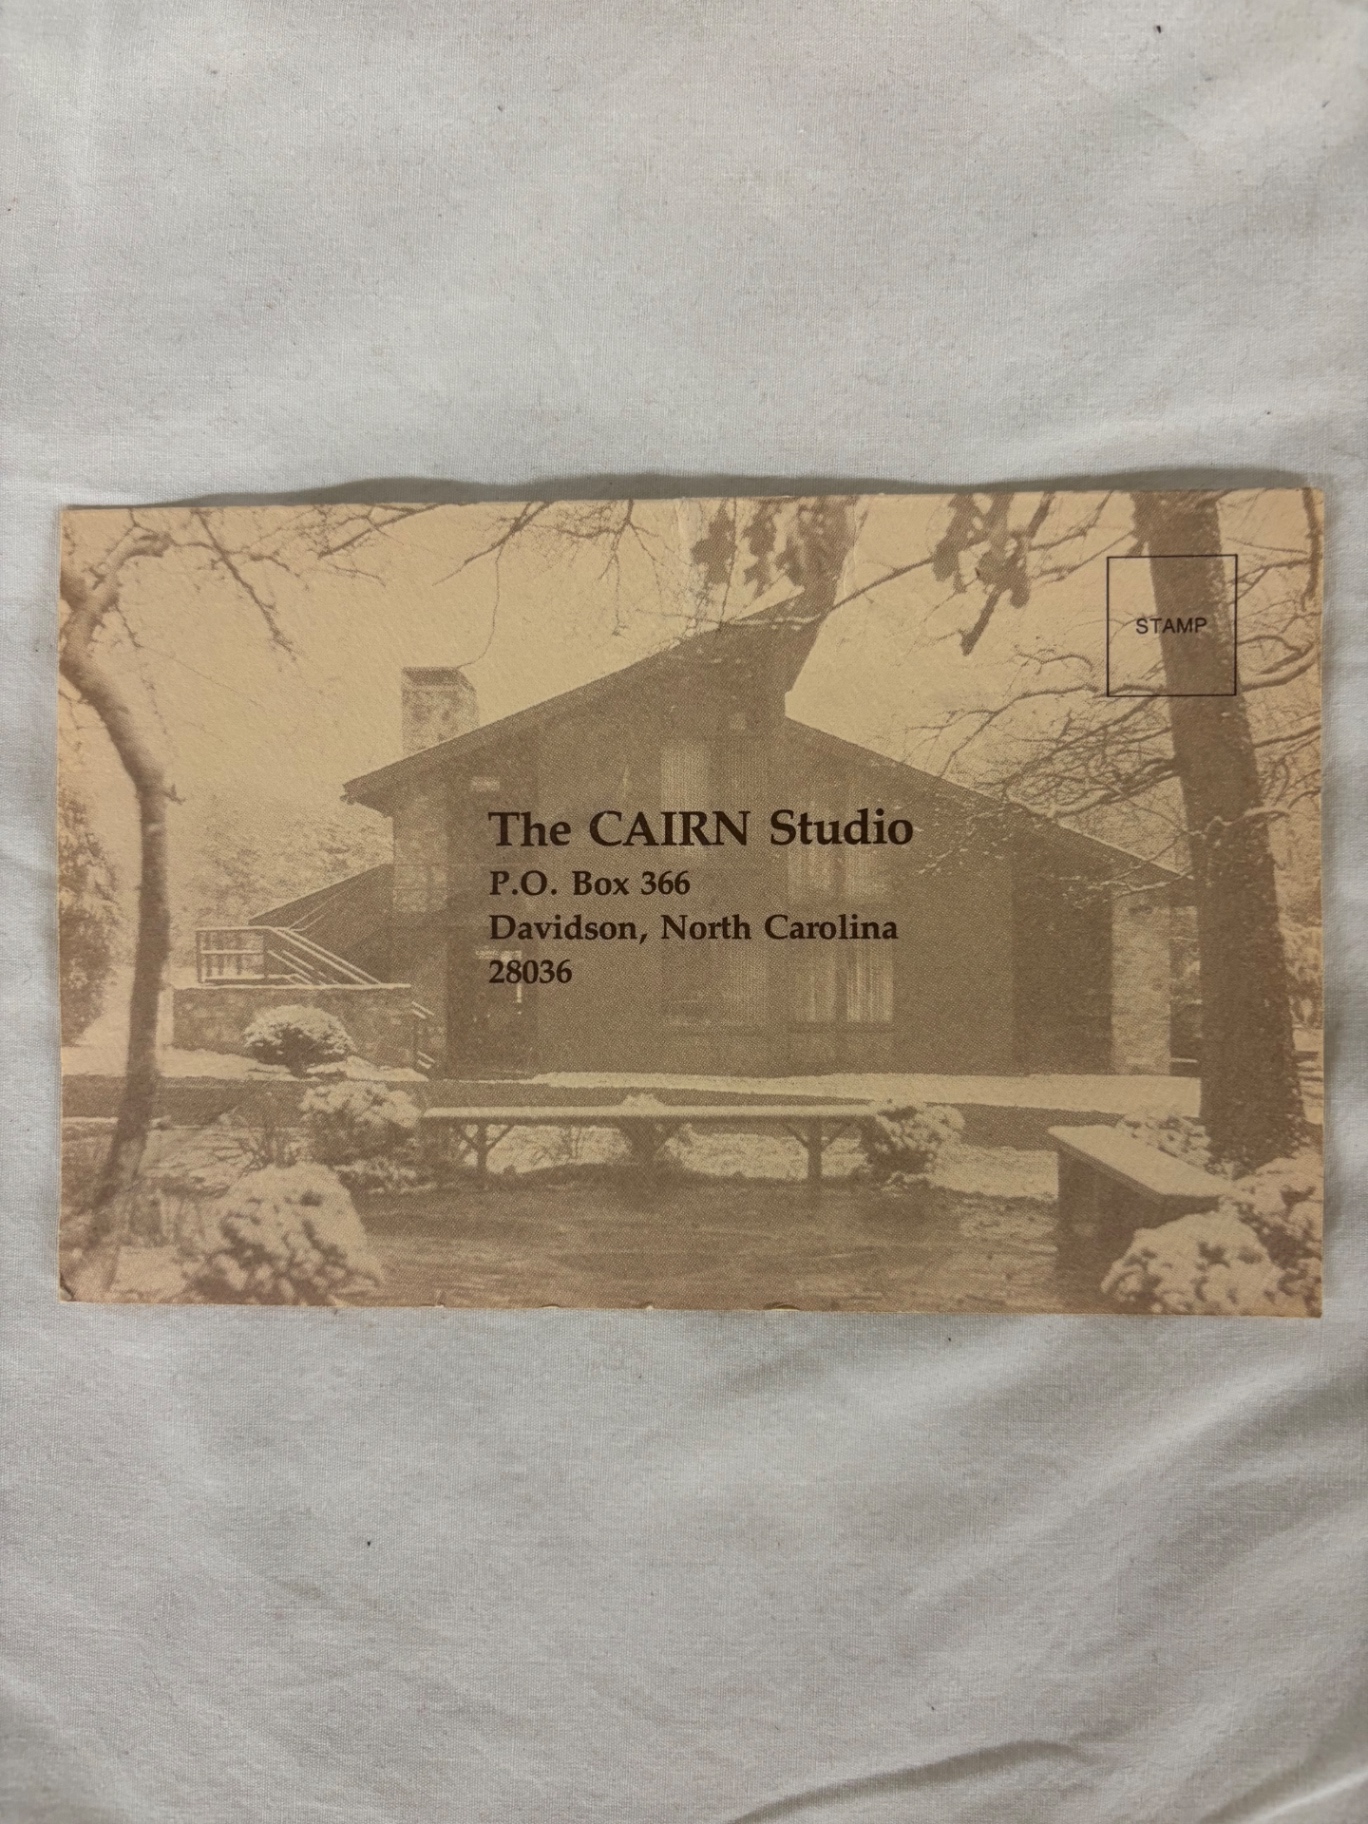 STAMP
The CAIRN Studio
P.O. Box 366
Davidson, North Carolina
28036